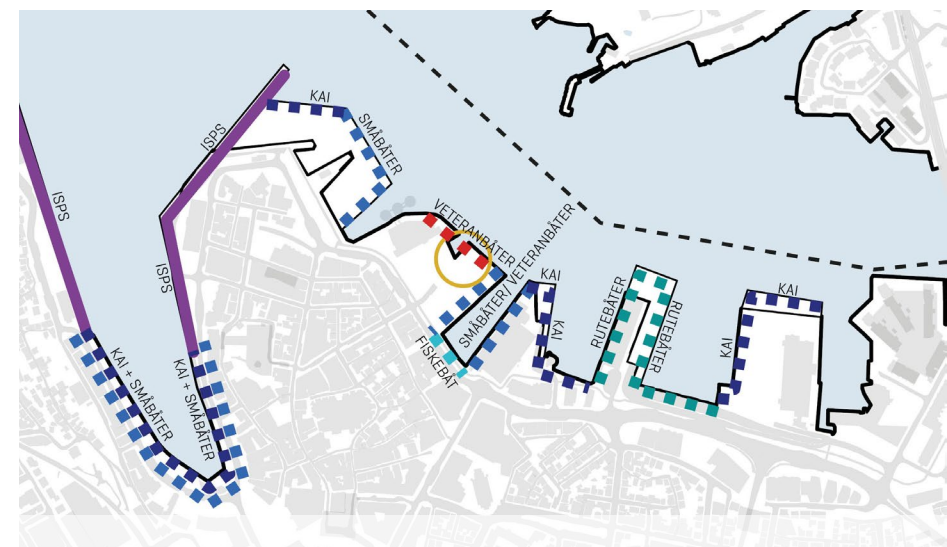 KAI
ISPS
SMÅBÅTER
ISPS
VETERANBÅTER
SMÅBÅTER/ VETERANBÅTER
ISPS
KAI
RUTEBÅTER
RUTEBÅTER
KAI
KAI
KAI
FISKEBÅT
KAI + SMÅBÅTER
KAI + SMÅBÅTER